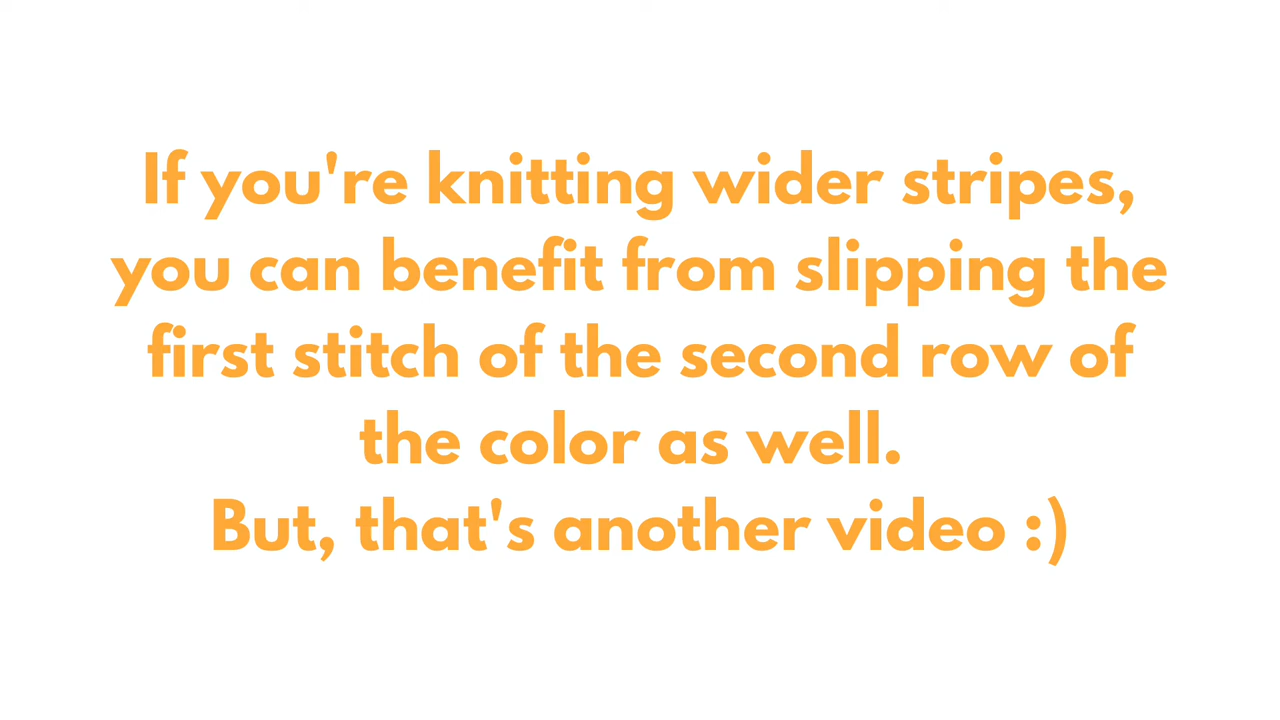 If you're knitting wider stripes,
you can benefit from slipping the
first stitch of the second row of
the color as well.
But, that's another video :)